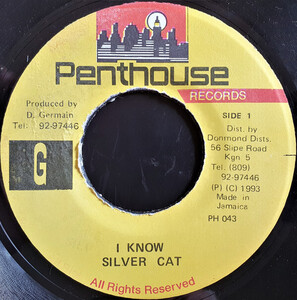 A
Penthouse
RECORDS
Produced by
D. Germain
Tel: 92-97446
G
SIDE 1
Dist. by
Donmond Dists.
56 Slipe Road
Kgn. 5
Tel. (809)
92-97446
(P) (C) 1993
Made in
Jamaica
PH 043
I KNOW
SILVER CAT
All Rights Reserved